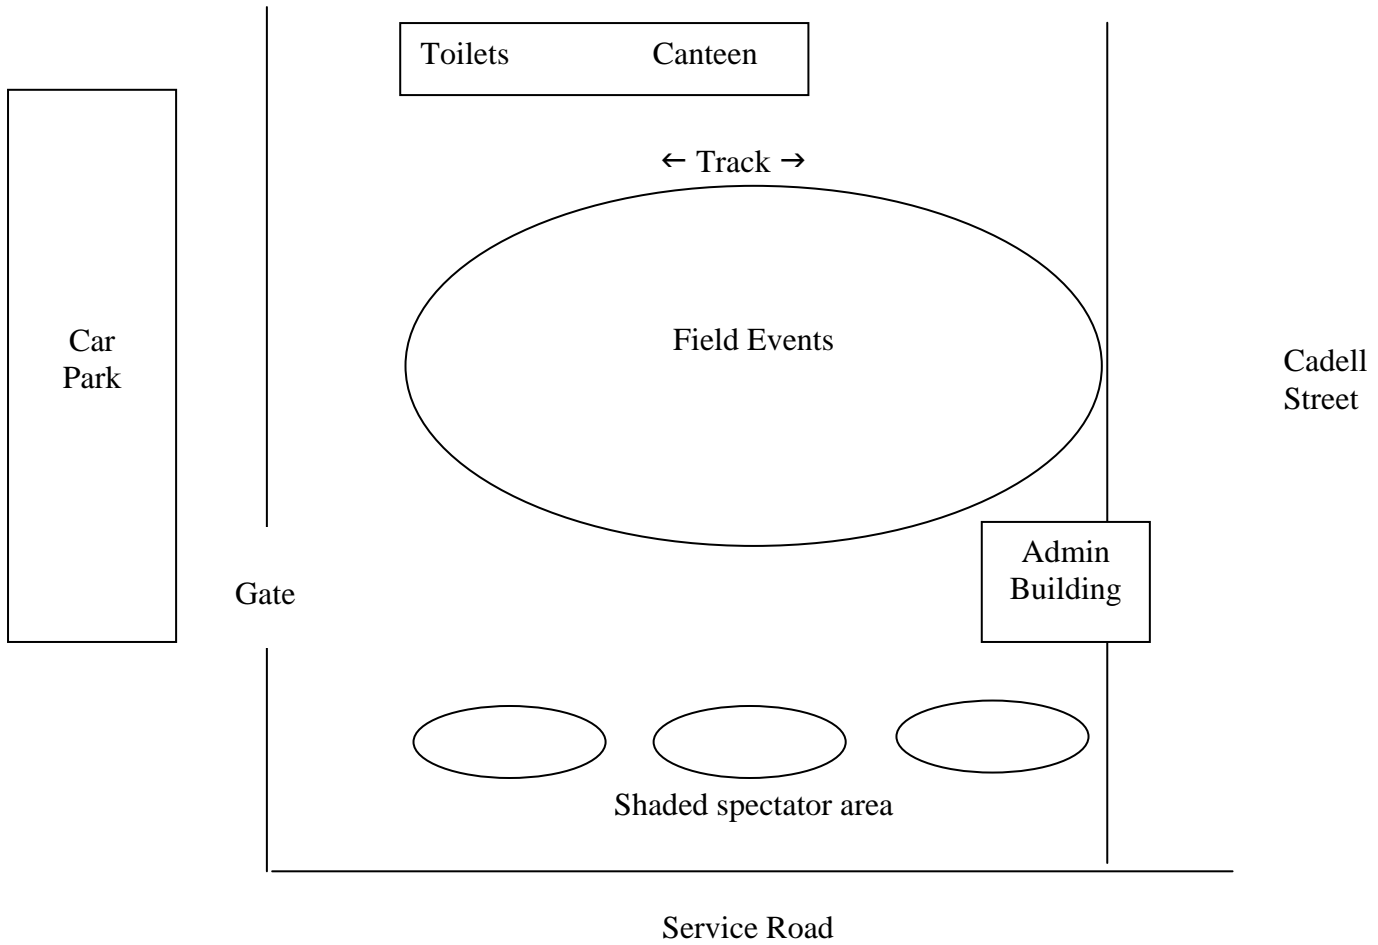 Toilets Canteen
← Track →
Car
Park
Field Events
Cadell
Street
Admin
Building
Gate
Shaded spectator area
Service Road